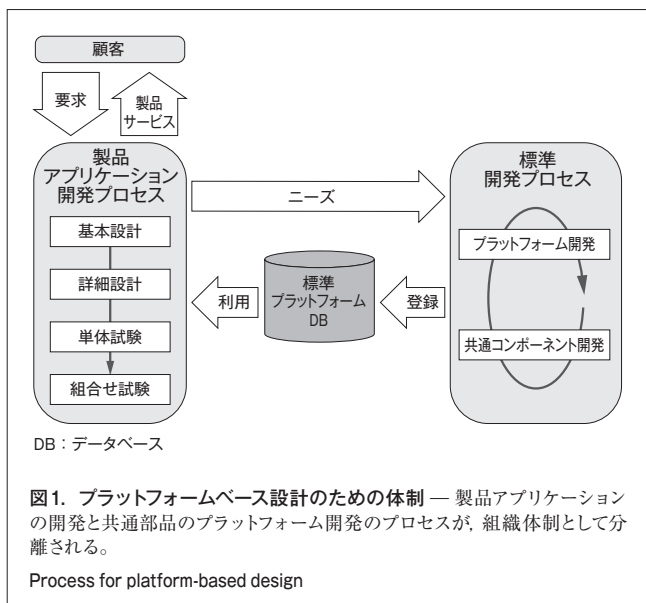 顧客
要求
製品
サービス
製品
アプリケーション
開発プロセス
基本設計
詳細設計
単体試験
組合せ試験
ニーズ
利用
標準
プラットフォーム
DB
登録
標準
開発プロセス
プラットフォーム開発
共通コンポーネント開発
DB：データベース
図1. プラットフォームベース設計のための体制 ― 製品アプリケーション
の開発と共通部品のプラットフォーム開発のプロセスが，組織体制として分
離される。
Process for platform-based design